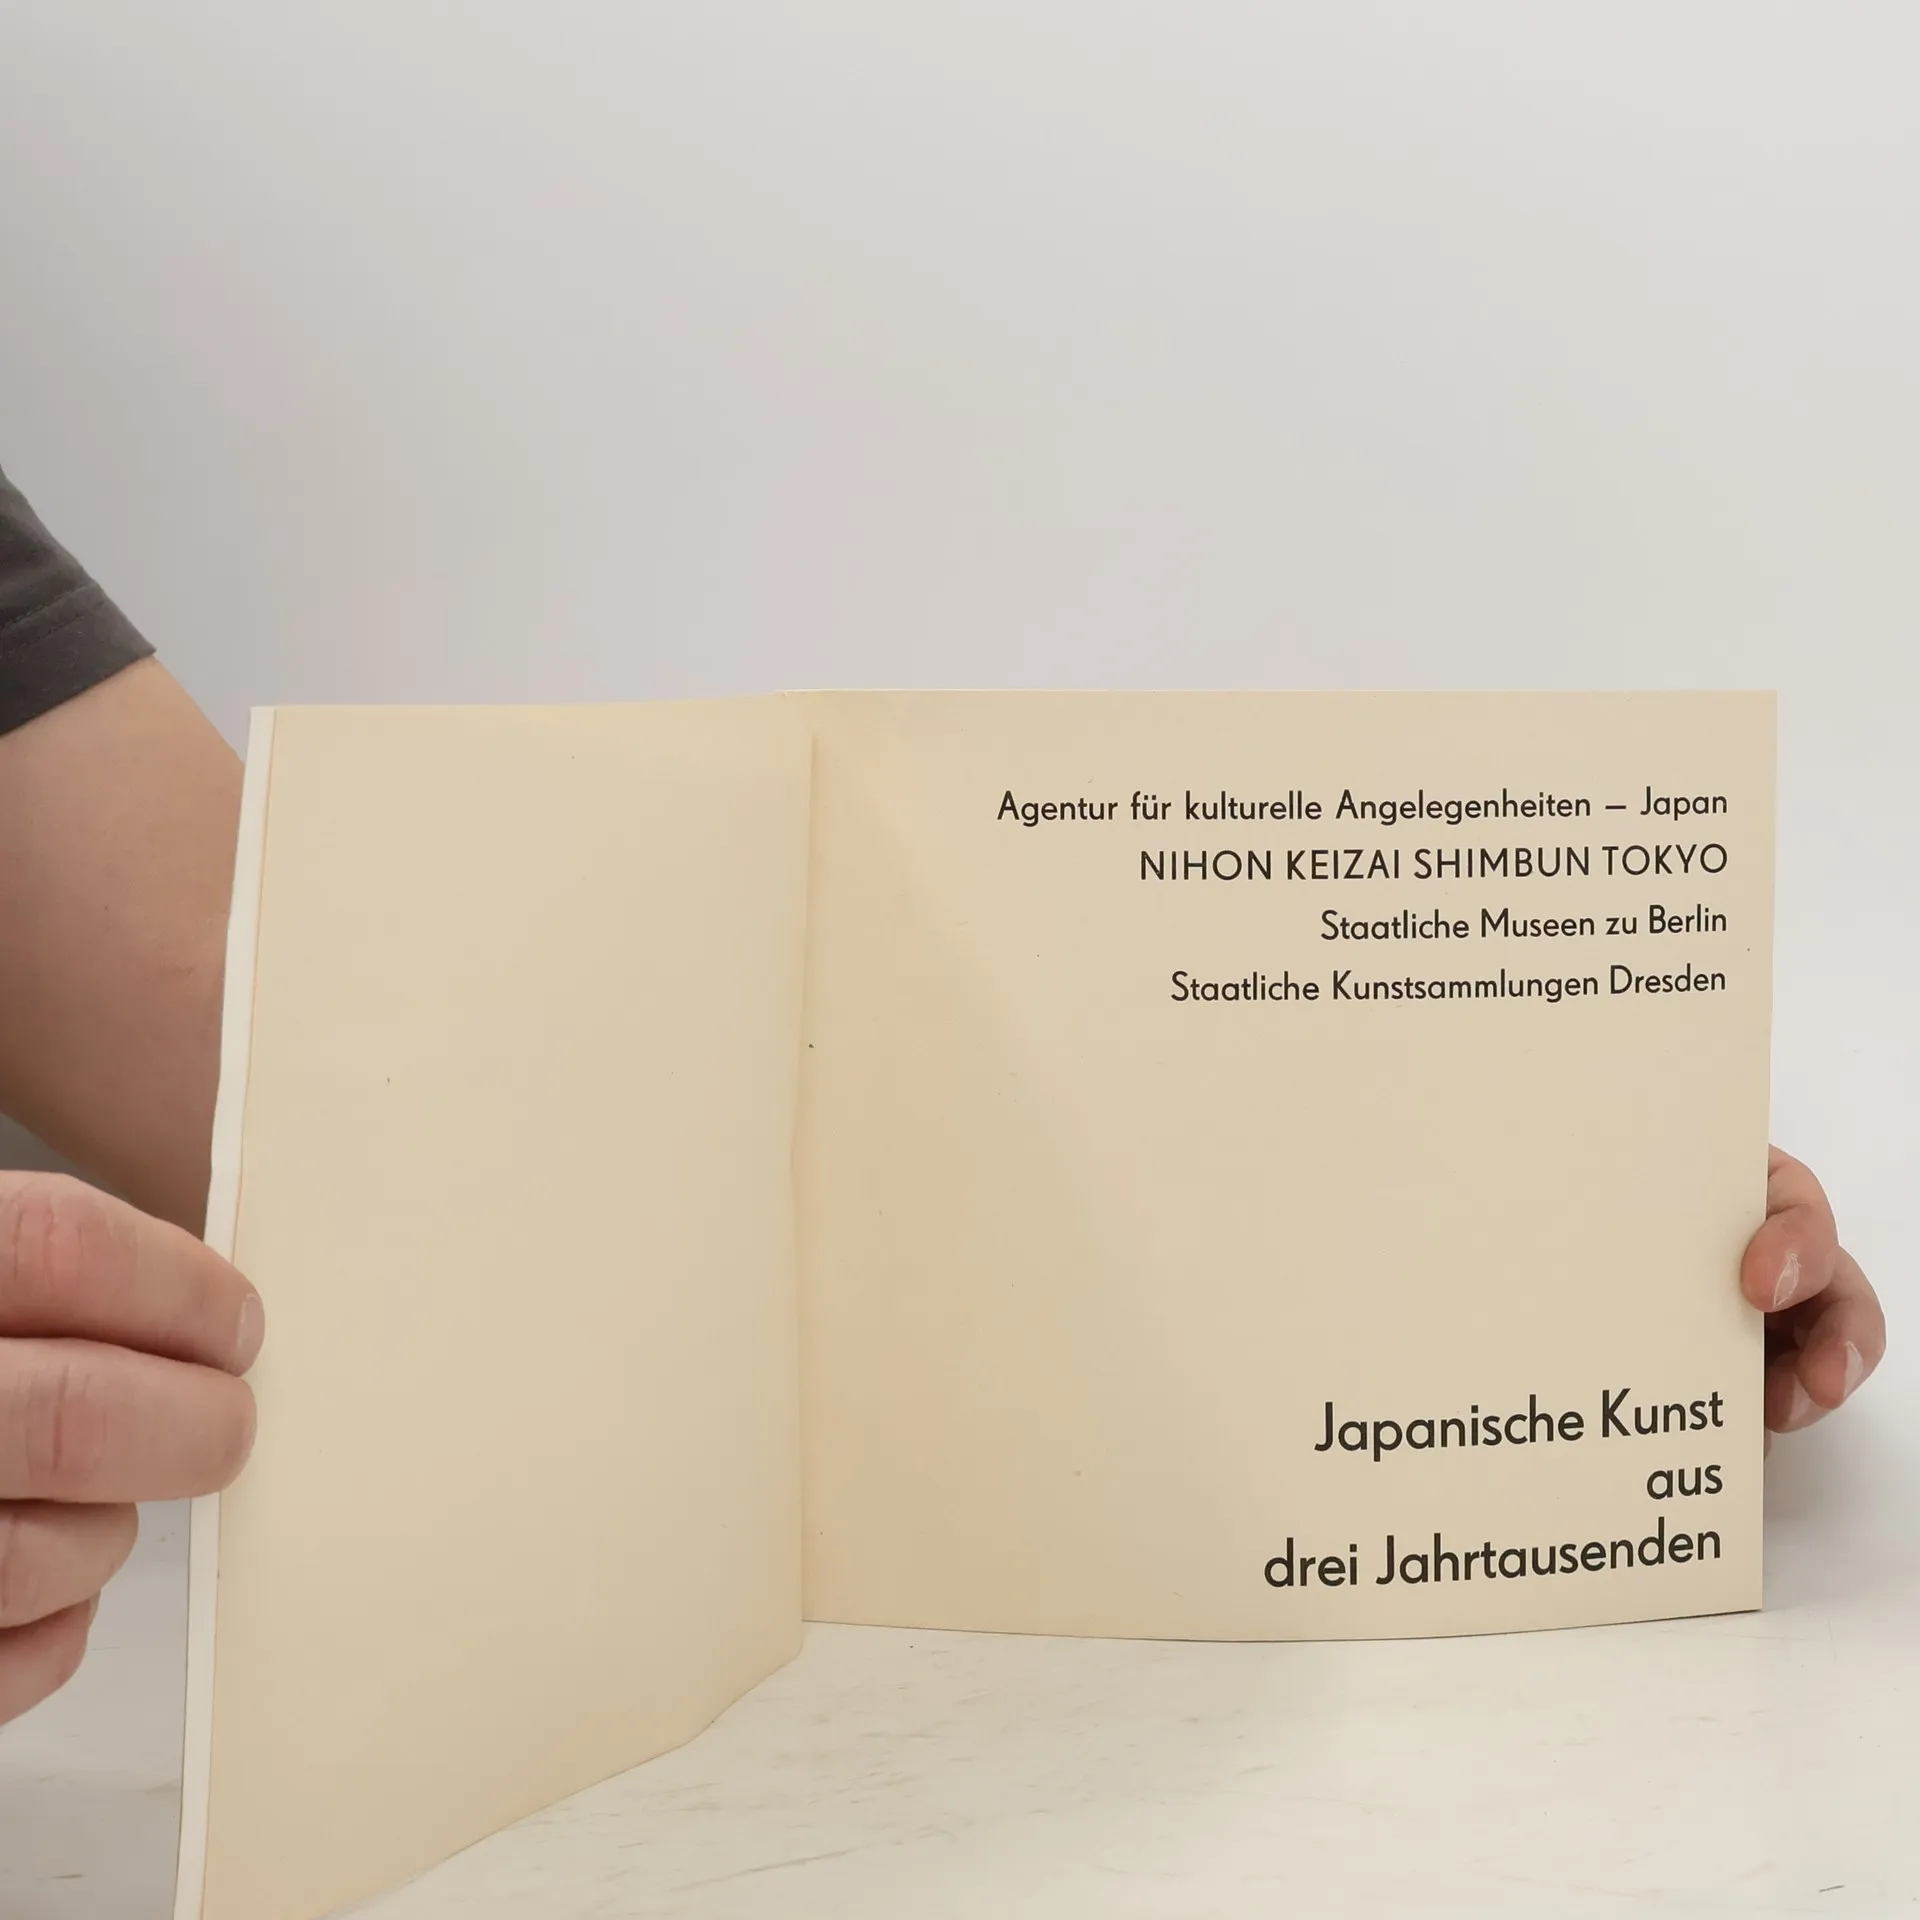 Agentur für kulturelle Angelegenheiten – Japan
NIHON KEIZAI SHIMBUN TOKYO
Staatliche Museen zu Berlin
Staatliche Kunstsammlungen Dresden
Japanische Kunst
aus
drei Jahrtausenden